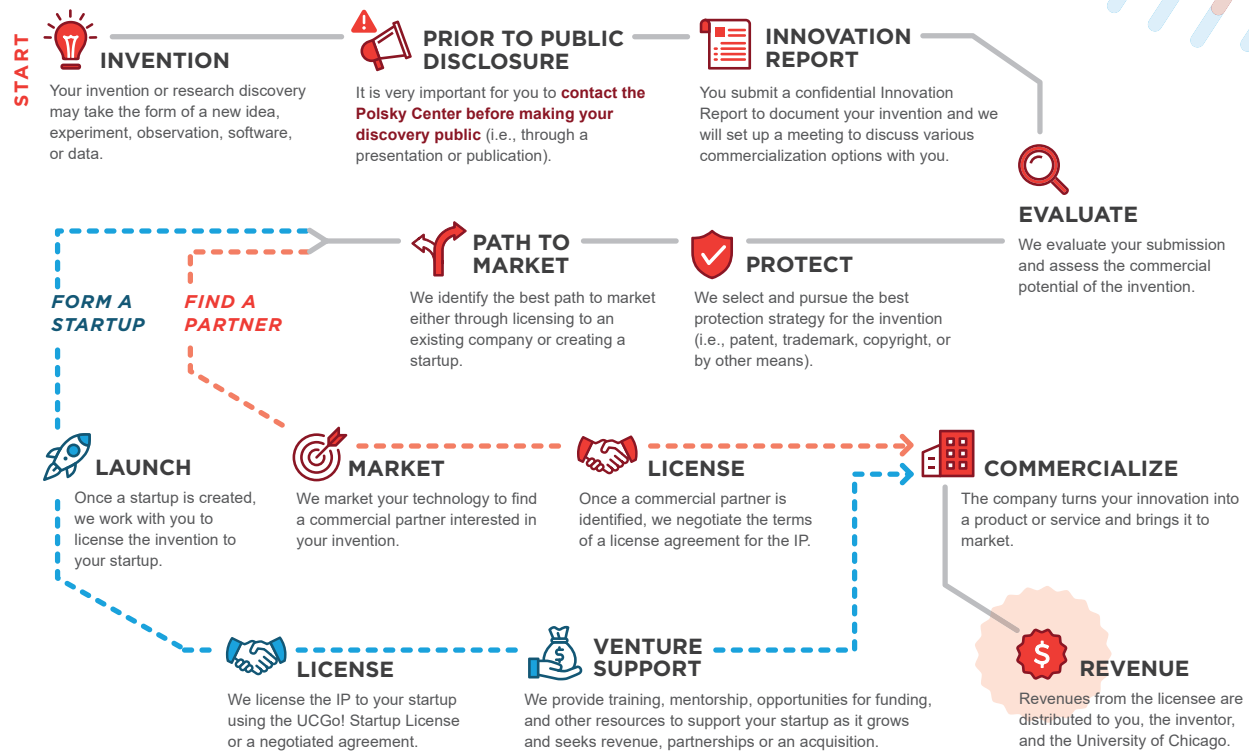 START
INVENTION
Your invention or research discovery
may take the form of a new idea,
experiment, observation, software,
or data.
PRIOR TO PUBLIC
DISCLOSURE
It is very important for you to contact the
Polsky Center before making your
discovery public (i.e., through a
presentation or publication).
INNOVATION
REPORT
You submit a confidential Innovation
Report to document your invention and we
will set up a meeting to discuss various
commercialization options with you.
EVALUATE
We evaluate your submission
and assess the commercial
potential of the invention.
PROTECT
We select and pursue the best
protection strategy for the invention
(i.e., patent, trademark, copyright, or
by other means).
PATH TO
MARKET
We identify the best path to market
either through licensing to an
existing company or creating a
startup.
FORM A
STARTUP
FIND A
PARTNER
LAUNCH
Once a startup is created,
we work with you to
license the invention to
your startup.
MARKET
We market your technology to find
a commercial partner interested in
your invention.
LICENSE
Once a commercial partner is
identified, we negotiate the terms
of a license agreement for the IP.
COMMERCIALIZE
The company turns your innovation into
a product or service and brings it to
market.
LICENSE
We license the IP to your startup
using the UCGo! Startup License
or a negotiated agreement.
$
VENTURE
SUPPORT
We provide training, mentorship, opportunities for funding,
and other resources to support your startup as it grows
and seeks revenue, partnerships or an acquisition.
$
REVENUE
Revenues from the licensee are
distributed to you, the inventor,
and the University of Chicago.